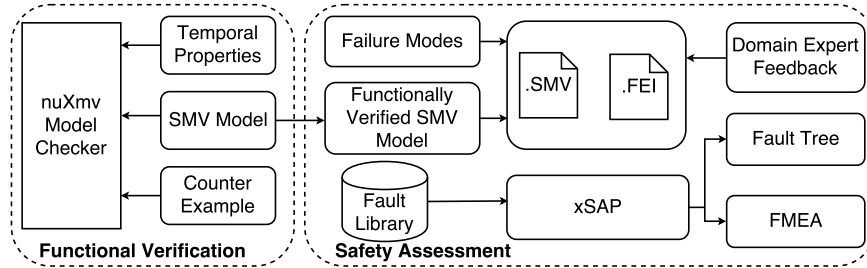 nuXmv
Model
Checker
Temporal
Properties
SMV Model
Counter
Example
Functional Verification
Failure Modes
Functionally
Verified SMV
Model
Fault
Library
.SMV
.FEI
xSAP
Domain Expert
Feedback
Fault Tree
FMEA
Safety Assessment